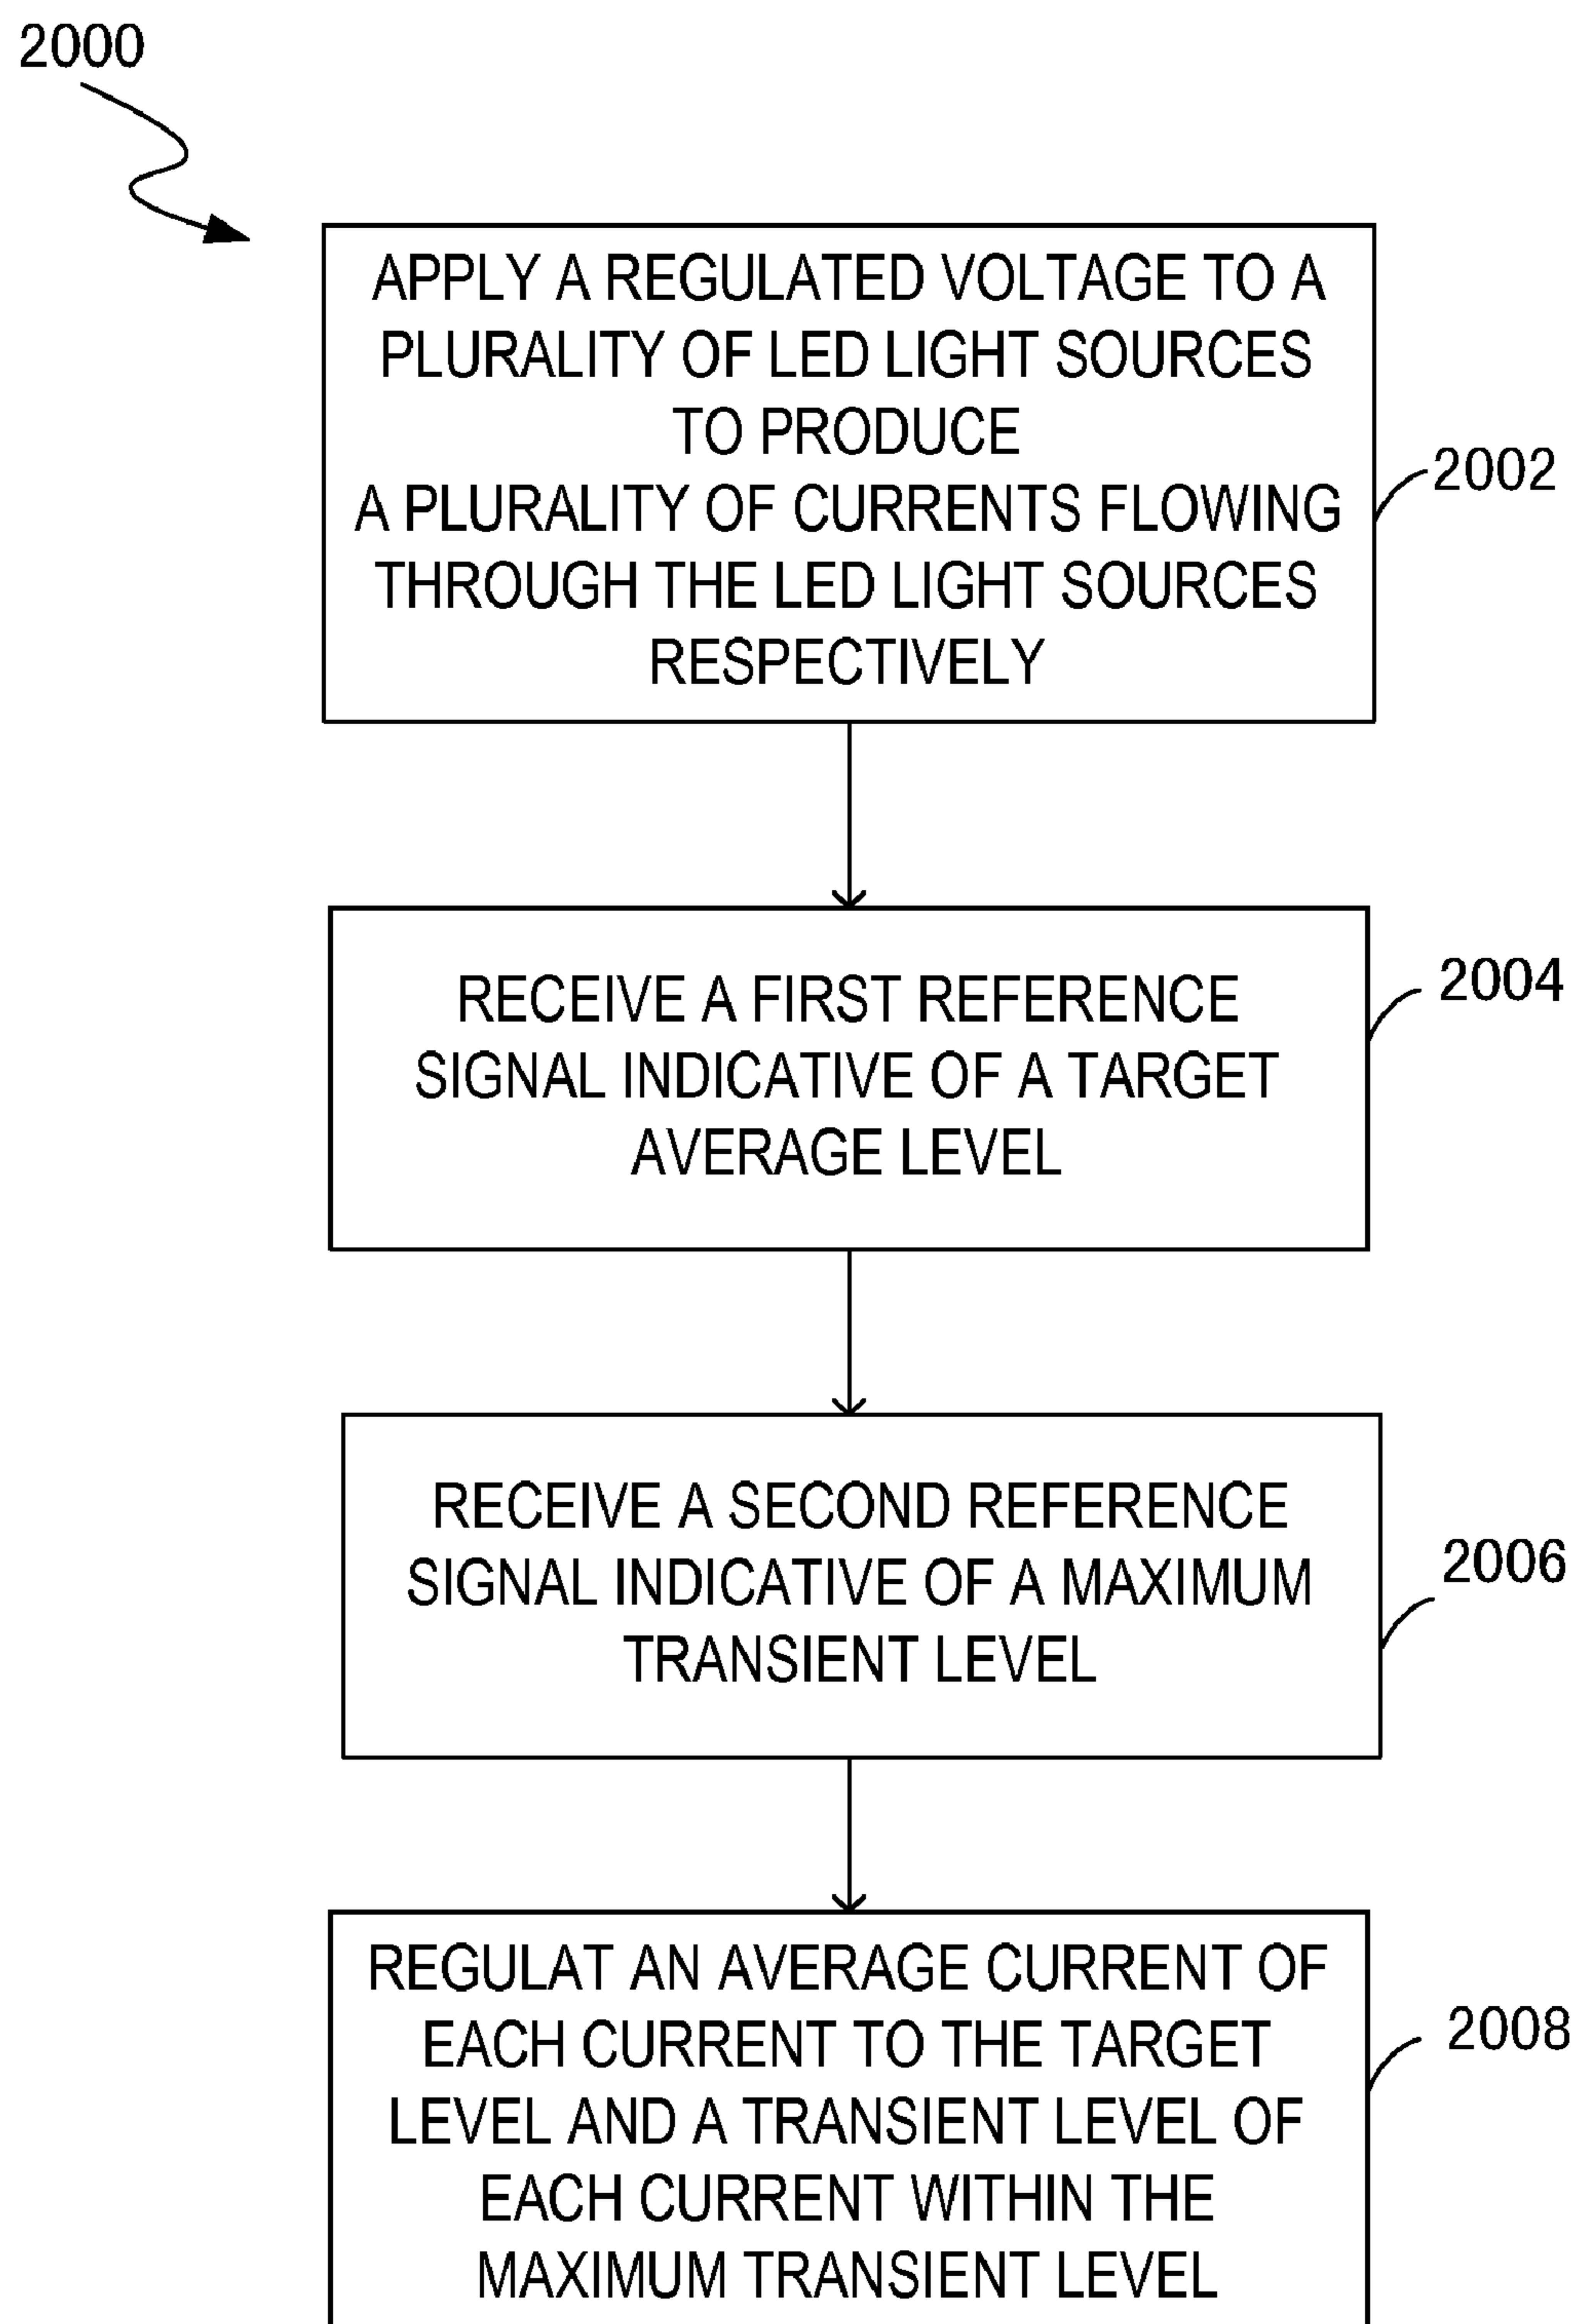 2000
APPLY A REGULATED VOLTAGE TO A
PLURALITY OF LED LIGHT SOURCES
TO PRODUCE
A PLURALITY OF CURRENTS FLOWING
THROUGH THE LED LIGHT SOURCES
RESPECTIVELY
2002
RECEIVE A FIRST REFERENCE
SIGNAL INDICATIVE OF A TARGET
AVERAGE LEVEL
2004
RECEIVE A SECOND REFERENCE
SIGNAL INDICATIVE OF A MAXIMUM
TRANSIENT LEVEL
2006
REGULAT AN AVERAGE CURRENT OF
EACH CURRENT TO THE TARGET
LEVEL AND A TRANSIENT LEVEL OF
EACH CURRENT WITHIN THE
MAXIMUM TRANSIENT LEVEL
2008